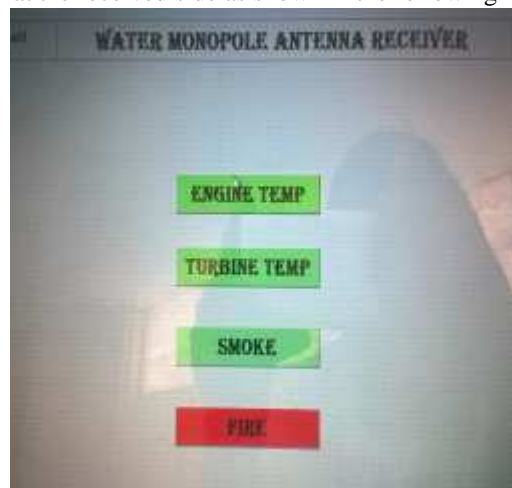 WATER MONOPOLE ANTENNA RECEIVER
ENGINE TEMP
TURBINE TEMP
SMOKE
FIRE